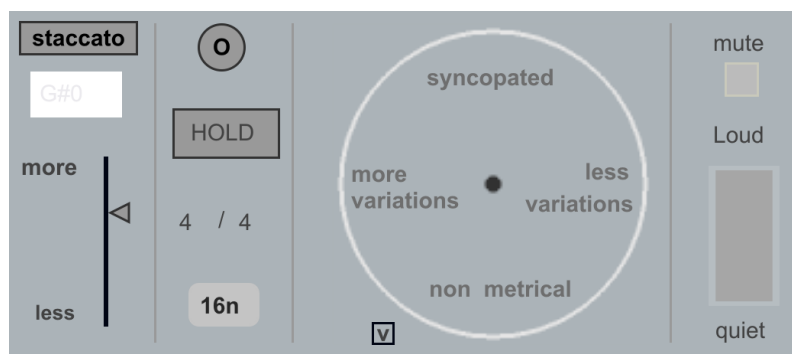 staccato
G#0
more
less
O
HOLD
4 / 4
16n
syncopated
more
variations
less
variations
non metrical
v
mute
Loud
quiet